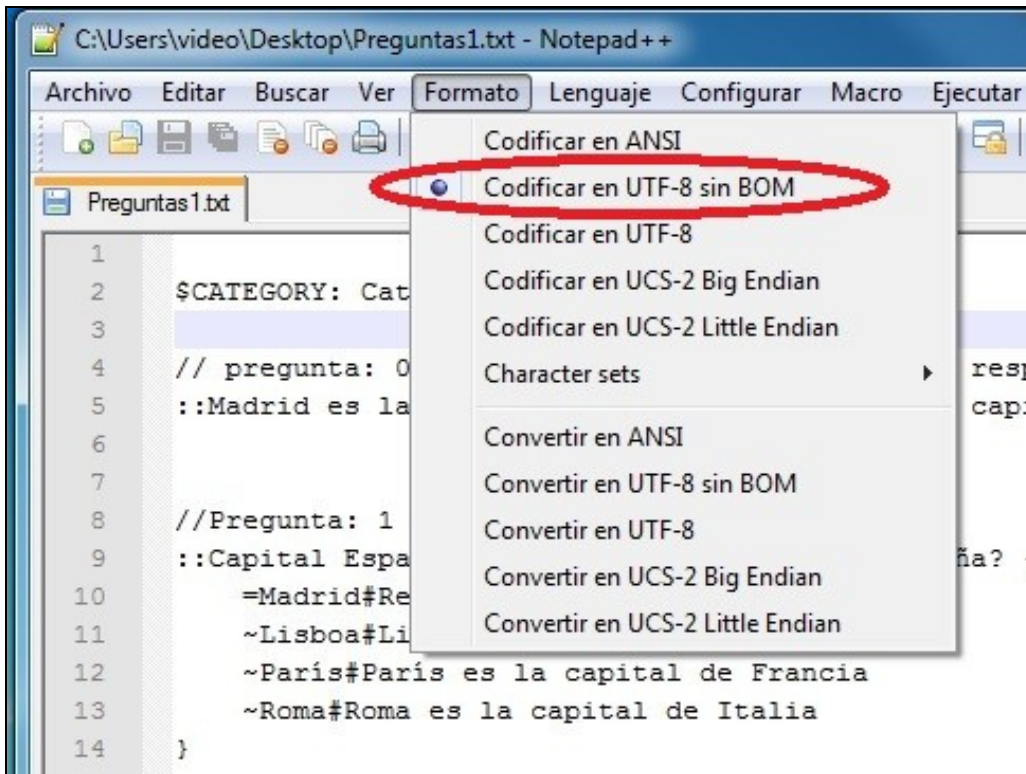 C:\Users\video\Desktop\Preguntas1.txt - Notepad++
Archivo Editar Buscar Ver Formato Lenguaje Configurar Macro Ejecutar
Codificar en ANSI
Codificar en UTF-8 sin BOM
Codificar en UTF-8
Codificar en UCS-2 Big Endian
Codificar en UCS-2 Little Endian
Character sets
Convertir en ANSI
Convertir en UTF-8 sin BOM
Convertir en UTF-8
Convertir en UCS-2 Big Endian
Convertir en UCS-2 Little Endian
Preguntas1.txt
1
2 $CATEGORY: Cat
3
4 // pregunta: 0 resp
5 ::Madrid es la capi
6
7
8 //Pregunta: 1
9 ::Capital Espa ña?
10 =Madrid#Re
11 ~Lisboa#Li
12 ~París#París es la capital de Francia
13 ~Roma#Roma es la capital de Italia
14 }